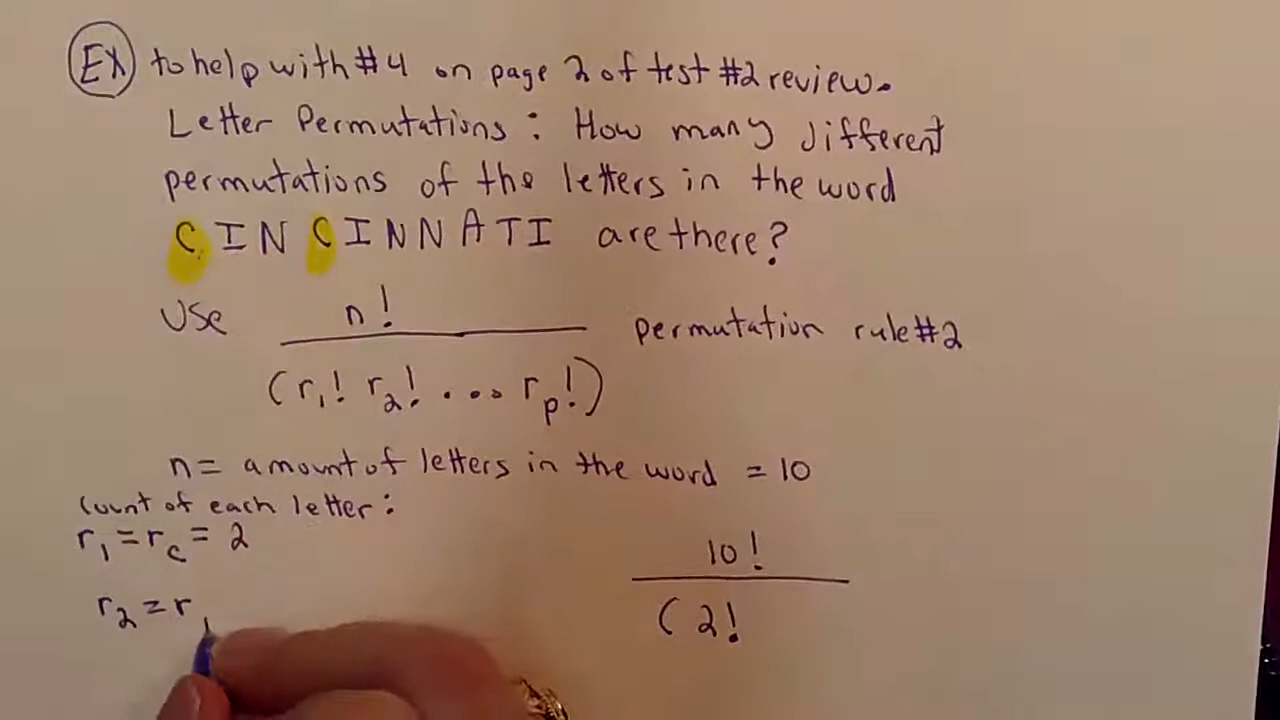 EX to help with #4 on page 2 of test #2 review.
Letter Permutations: How many different
permutations of the letters in the word
CINCINNATI are there?
Use n! / (r₁! r₂! ... rₚ!) permutation rule #2
n = amount of letters in the word = 10
Count of each letter:
r₁ = r_c = 2
10!
r₂ = r
( 2!